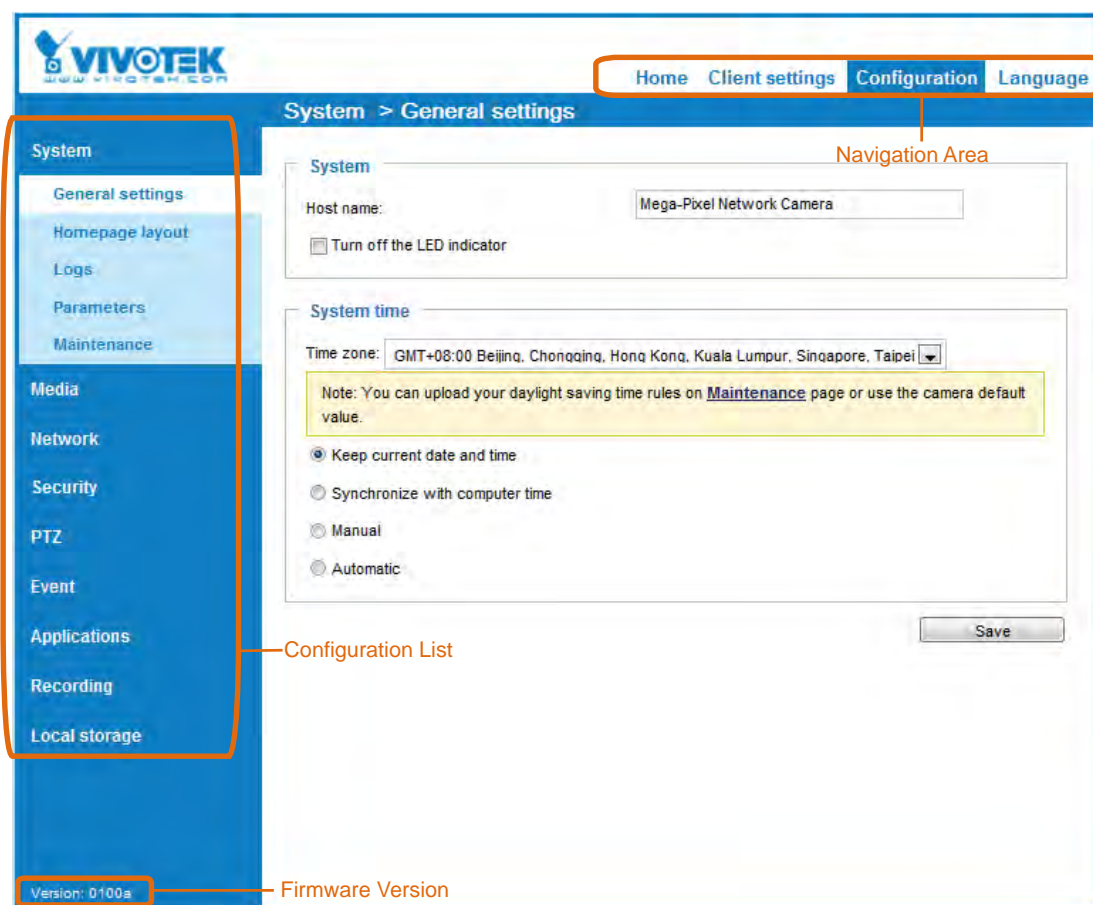 VIVOTEK
WWW.VIVOTEK.COM
Home Client settings Configuration Language
System > General settings
Navigation Area
System
General settings
Homepage layout
Logs
Parameters
Maintenance
Media
Network
Security
PTZ
Event
Applications
Recording
Local storage
Version: 0100a
System
Host name: Mega-Pixel Network Camera
Turn off the LED indicator
System time
Time zone: GMT+08:00 Beijing, Chongqing, Hong Kong, Kuala Lumpur, Singapore, Taipei
Note: You can upload your daylight saving time rules on Maintenance page or use the camera default
value.
Keep current date and time
Synchronize with computer time
Manual
Automatic
Save
Configuration List
Firmware Version